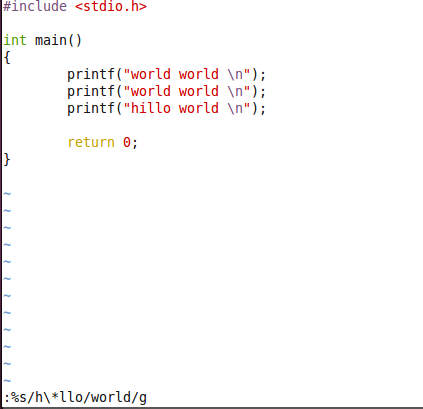 #include <stdio.h>
int main()
{
printf("world world \n");
printf("world world \n");
printf("hillo world \n");
return 0;
}
~
~
~
~
~
~
~
~
~
~
~
~
:%s/h\*llo/world/g